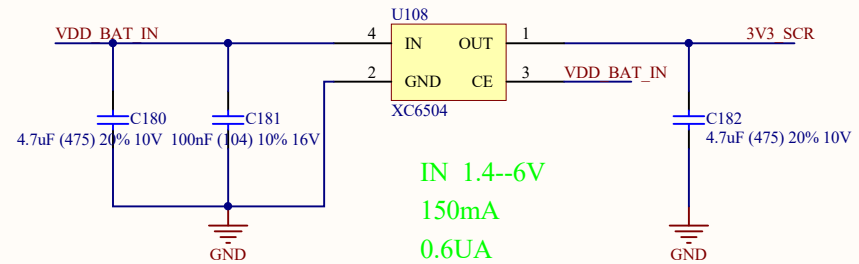 U108
VDD_BAT_IN 4 IN OUT 1 3V3_SCR
2 GND CE 3 VDD_BAT_IN
XC6504
C180 C181 C182
4.7uF (475) 20% 10V 100nF (104) 10% 16V 4.7uF (475) 20% 10V
IN 1.4--6V
150mA
0.6UA
GND GND